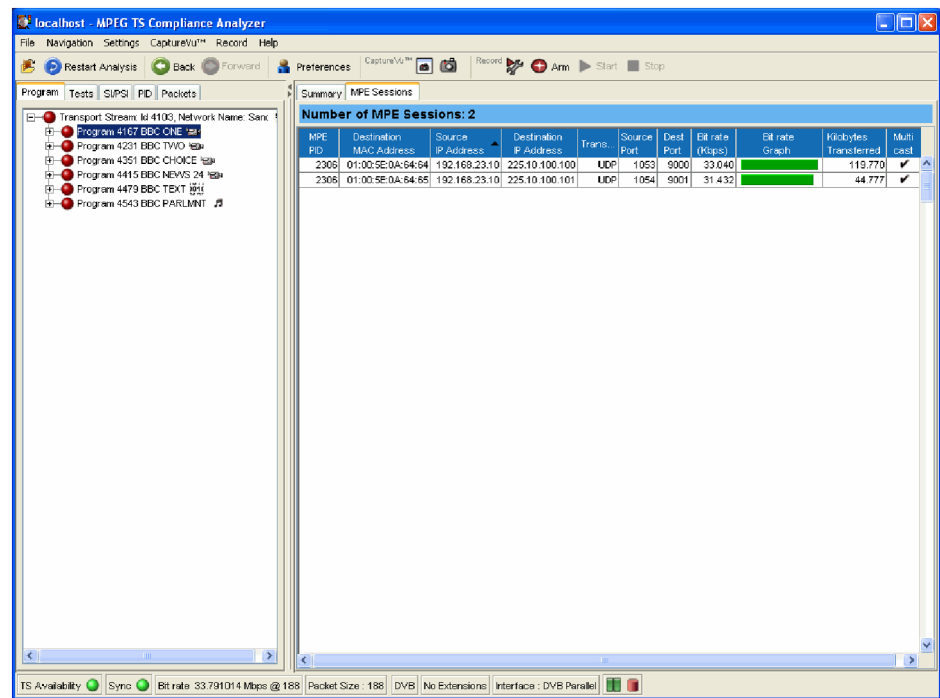 localhost - MPEG TS Compliance Analyzer
File Navigation Settings CaptureVu™ Record Help
Restart Analysis Back Forward Preferences CaptureVu™ Record Arm Start Stop
Program Tests SI/PSI PID Packets
Transport Stream: Id 4103, Network Name:
Program 4167 BBC ONE
Program 4231 BBC TWO
Program 4351 BBC CHOICE
Program 4415 BBC NEWS 24
Program 4479 BBC TEXT
Program 4543 BBC PARLMNT
Summary MPE Sessions
Number of MPE Sessions: 2
MPE PID Destination MAC Address Source IP Address Destination IP Address Trans... Source Port Dest Port Bit rate (Kbps) Bit rate Graph Kilobytes Transferred Multi cast
2306 01:00:5E:0A:64:64 192.168.23.10 225.10.100.100 UDP 1053 9000 33.040 119.770 ✔
2306 01:00:5E:0A:64:65 192.168.23.10 225.10.100.101 UDP 1054 9001 31.432 44.777 ✔
TS Availability Sync Bit rate 33.791014 Mbps @ 188 Packet Size : 188 DVB No Extensions Interface : DVB Parallel